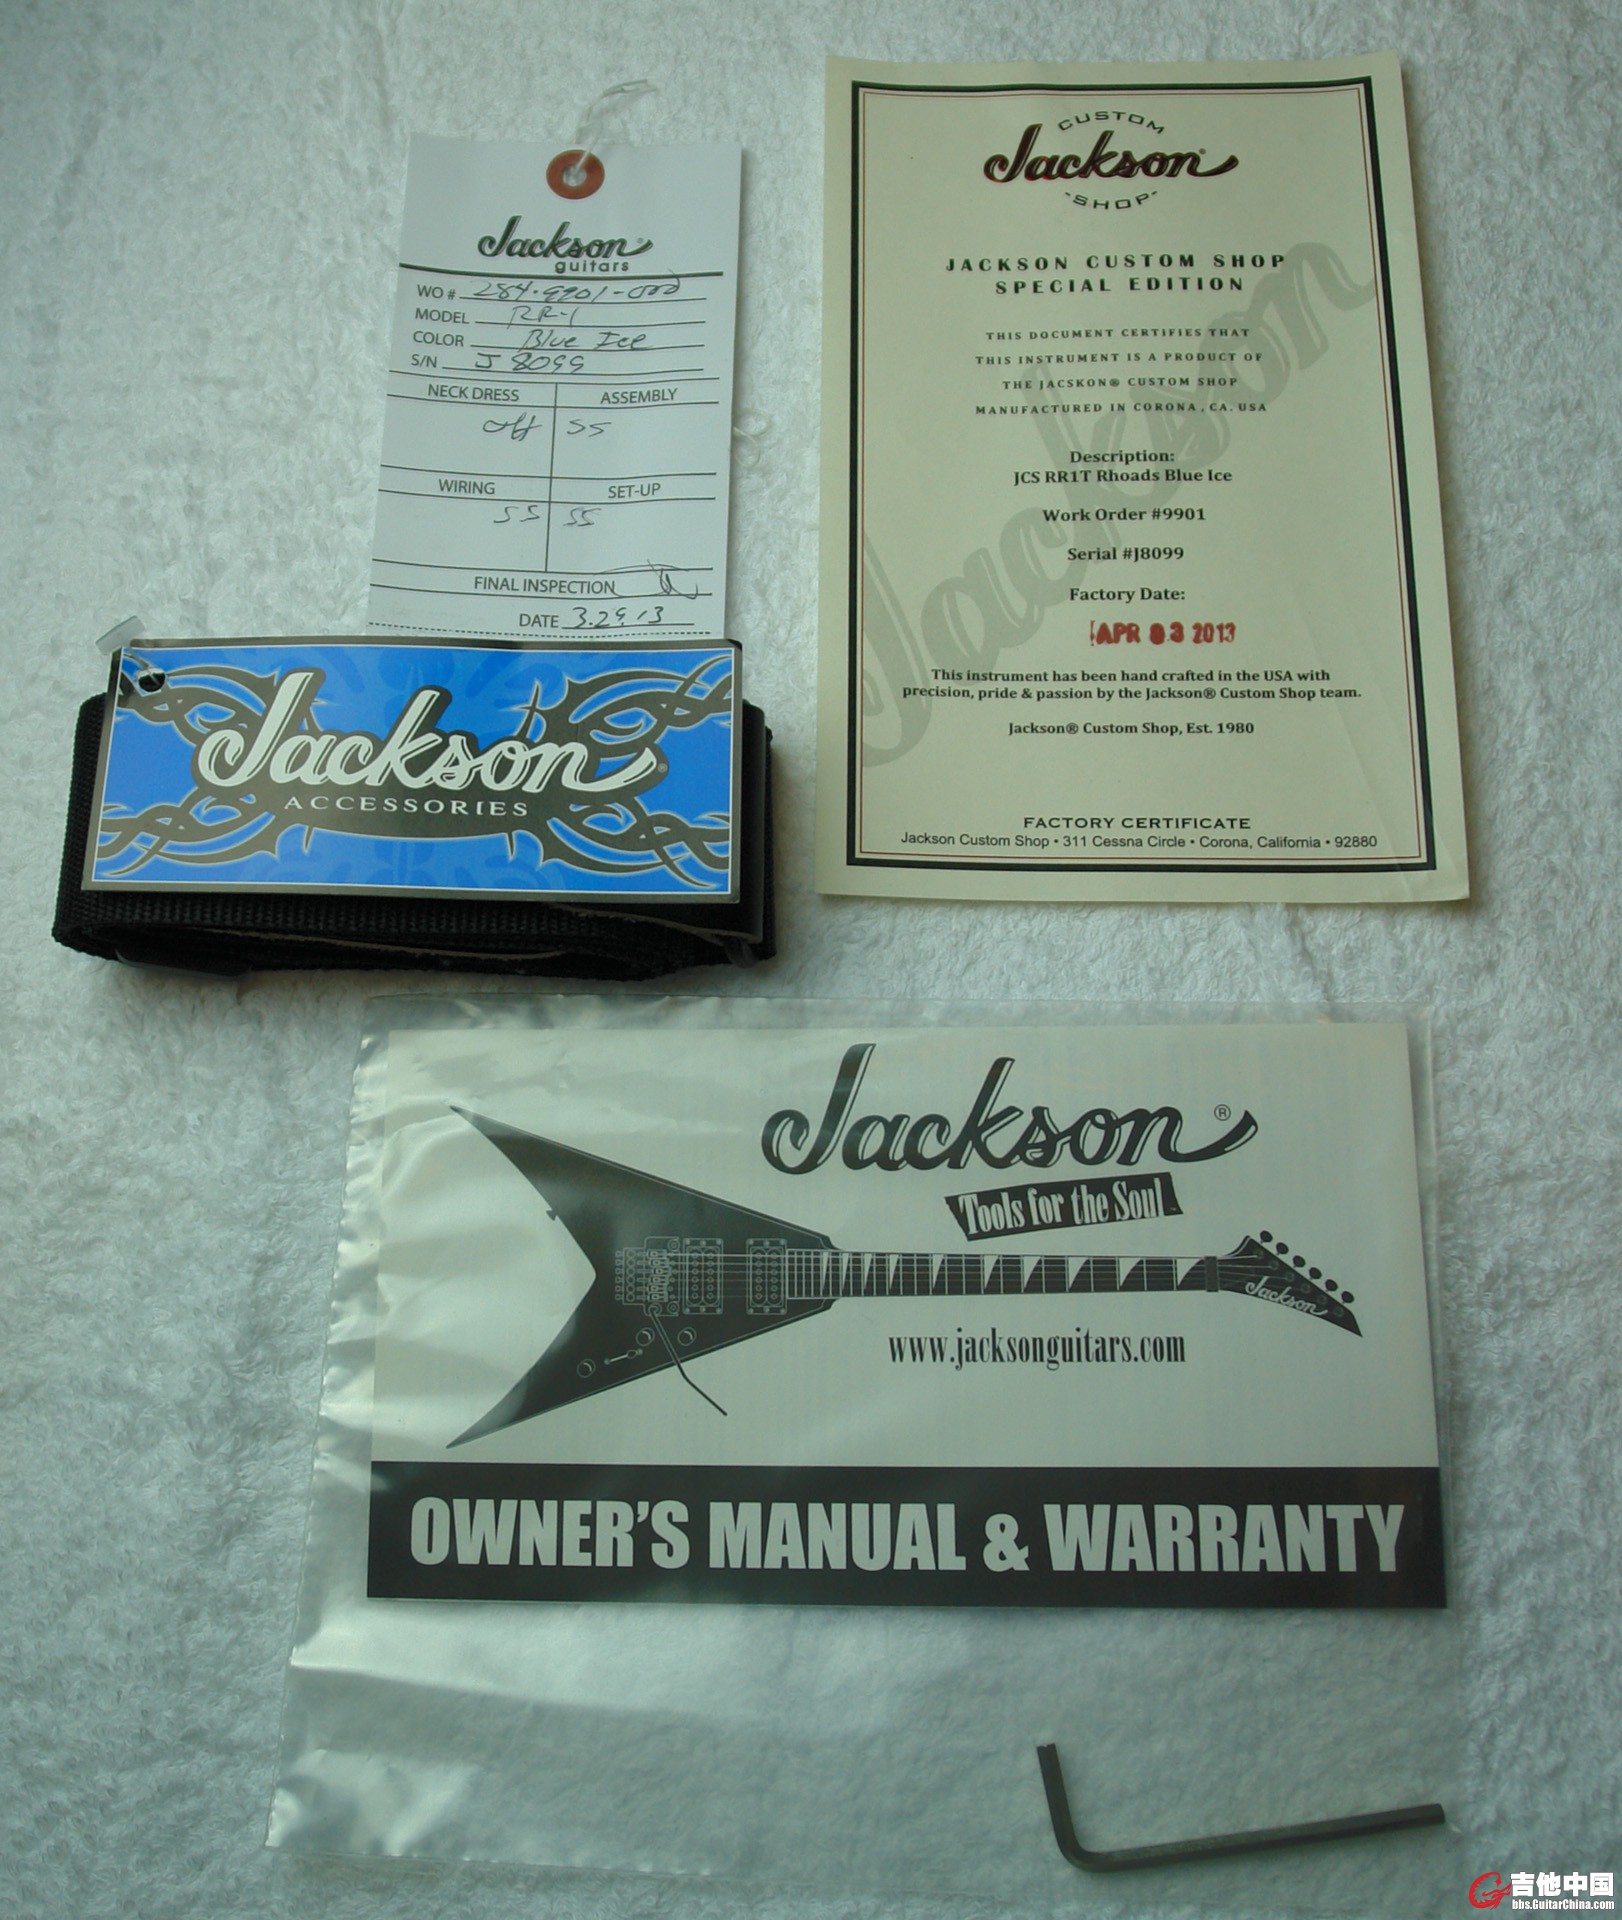 Jackson®
guitars
WO # 284-9901-000
MODEL RR-1
COLOR Blue Ice
S/N J 8099
NECK DRESS ASSEMBLY
SS
WIRING SET-UP
SS SS
FINAL INSPECTION
DATE 3.29.13
Jackson®
ACCESSORIES
CUSTOM
Jackson®
-SHOP-
JACKSON CUSTOM SHOP
SPECIAL EDITION
THIS DOCUMENT CERTIFIES THAT
THIS INSTRUMENT IS A PRODUCT OF
THE JACSKON® CUSTOM SHOP
MANUFACTURED IN CORONA, CA. USA
Description:
JCS RR1T Rhoads Blue Ice
Work Order #9901
Serial #J8099
Factory Date:
APR 03 2013
This instrument has been hand crafted in the USA with
precision, pride & passion by the Jackson® Custom Shop team.
Jackson® Custom Shop, Est. 1980
FACTORY CERTIFICATE
Jackson Custom Shop • 311 Cessna Circle • Corona, California • 92880
Jackson
Jackson®
Tools for the Soul
Jackson
www.jacksonguitars.com
OWNER'S MANUAL & WARRANTY
吉他中国
bbs.GuitarChina.com